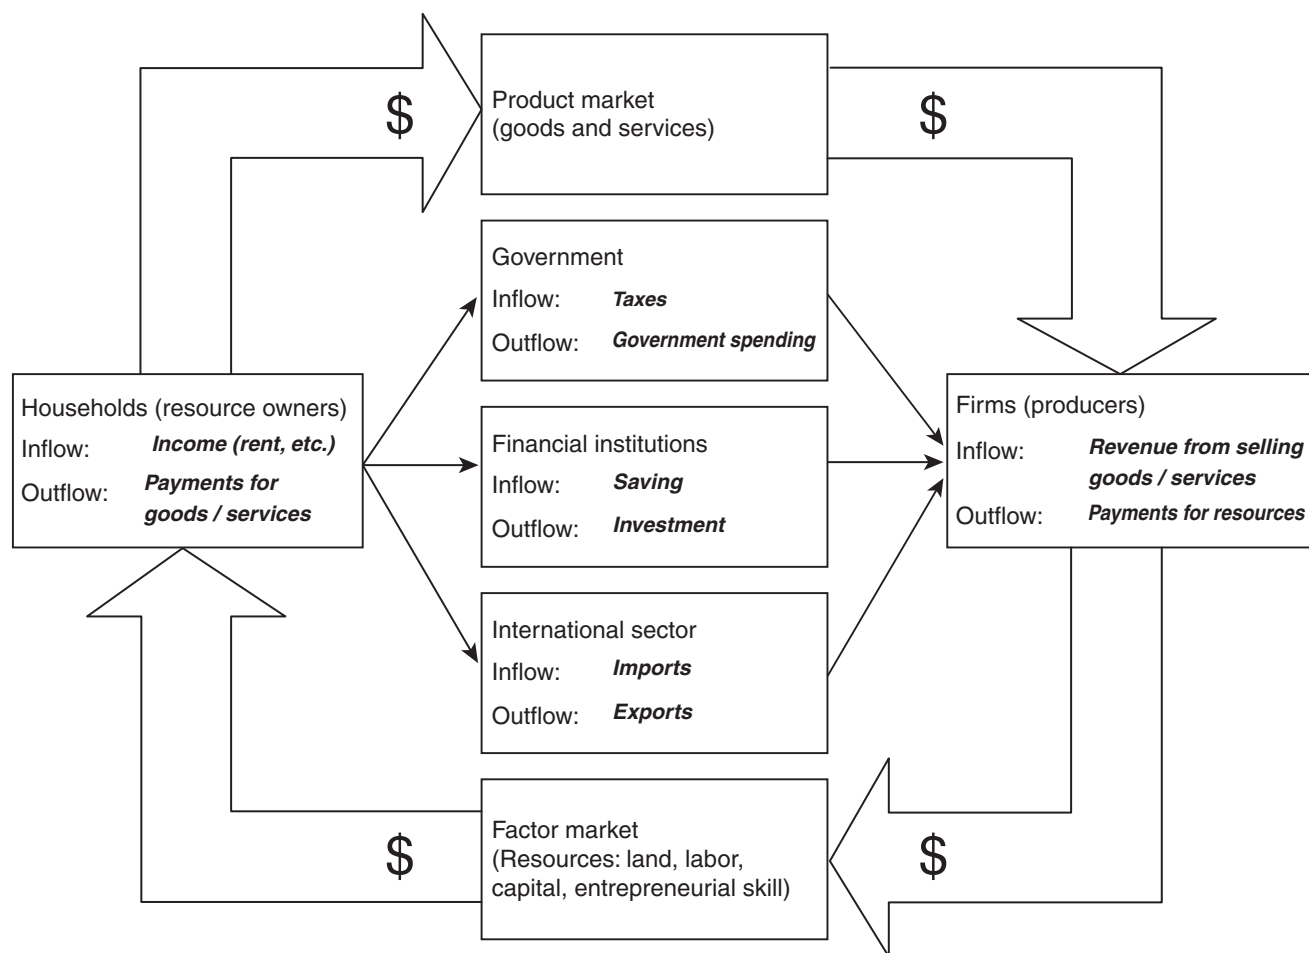 $
Product market
(goods and services)
$
Government
Inflow: Taxes
Outflow: Government spending
Households (resource owners)
Inflow: Income (rent, etc.)
Outflow: Payments for
goods / services
Financial institutions
Inflow: Saving
Outflow: Investment
Firms (producers)
Inflow: Revenue from selling
goods / services
Outflow: Payments for resources
International sector
Inflow: Imports
Outflow: Exports
$
Factor market
(Resources: land, labor,
capital, entrepreneurial skill)
$